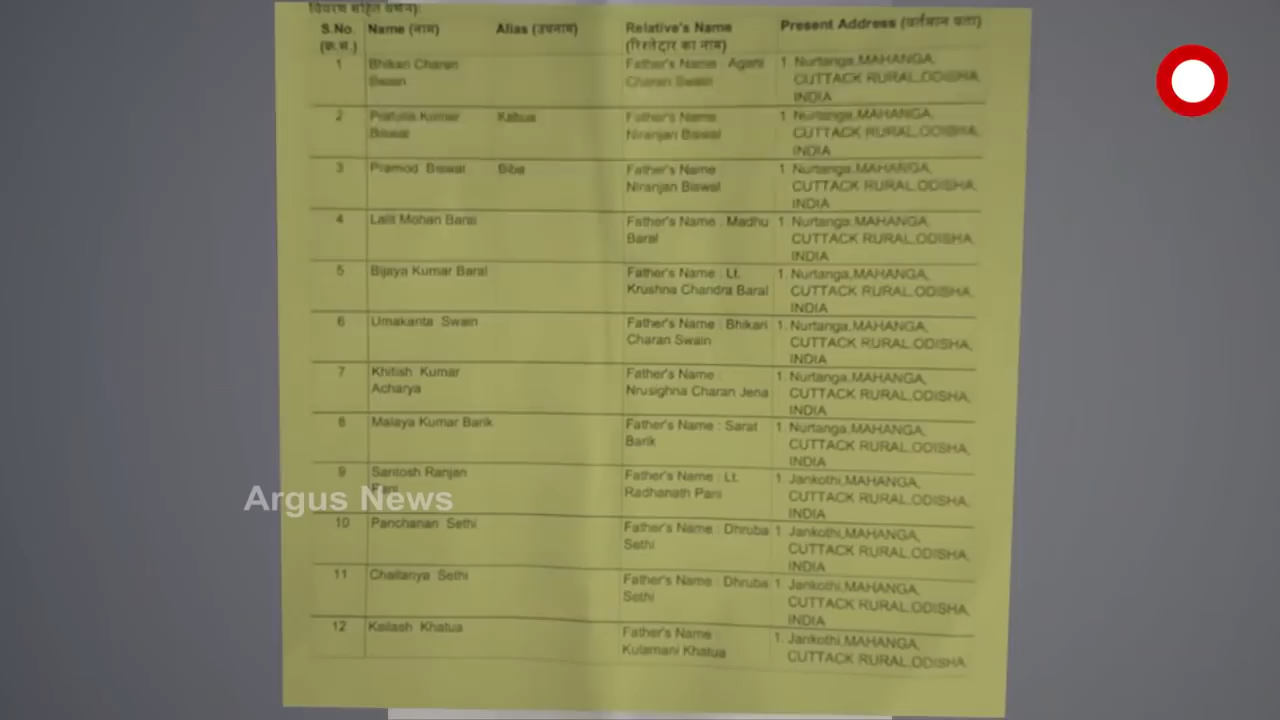 विवरण सहित वर्णन):
S.No. (क्र.सं.) Name (नाम) Alias (उपनाम) Relative's Name (रिश्तेदार का नाम) Present Address (वर्तमान पता)
1 Bhikari Charan Swain Father's Name : Agani Charan Swain 1. Nurtanga,MAHANGA, CUTTACK RURAL,ODISHA, INDIA
2 Kumar Biswal Father's Name Niranjan Biswal 1 Nurtanga,MAHANGA, CUTTACK RURAL,ODISHA, INDIA
3 Pramod Biswal Biba Father's Name Niranjan Biswal 1 Nurtanga,MAHANGA, CUTTACK RURAL,ODISHA, INDIA
4 Lalit Mohan Baral Father's Name : Madhu Baral 1 Nurtanga,MAHANGA, CUTTACK RURAL,ODISHA, INDIA
5 Bijaya Kumar Baral Father's Name : Lt. Krushna Chandra Baral 1. Nurtanga,MAHANGA, CUTTACK RURAL,ODISHA, INDIA
6 Umakanta Swain Father's Name : Bhikari Charan Swain 1. Nurtanga,MAHANGA, CUTTACK RURAL,ODISHA, INDIA
7 Khitish Kumar Acharya Father's Name : Nrusighna Charan Jena 1. Nurtanga,MAHANGA, CUTTACK RURAL,ODISHA, INDIA
8 Malaya Kumar Barik Father's Name : Sarat Barik 1. Nurtanga,MAHANGA, CUTTACK RURAL,ODISHA, INDIA
9 Santosh Ranjan Pani Father's Name : Lt. Radhanath Pani 1. Jankothi,MAHANGA, CUTTACK RURAL,ODISHA, INDIA
Argus News
10 Panchanan Sethi Father's Name : Dhruba Sethi 1 Jankothi,MAHANGA, CUTTACK RURAL,ODISHA, INDIA
11 Chaitanya Sethi Father's Name : Dhruba Sethi 1. Jankothi,MAHANGA, CUTTACK RURAL,ODISHA, INDIA
12 Kailash Khatua Father's Name : Kulamani Khatua 1. Jankothi,MAHANGA, CUTTACK RURAL,ODISHA